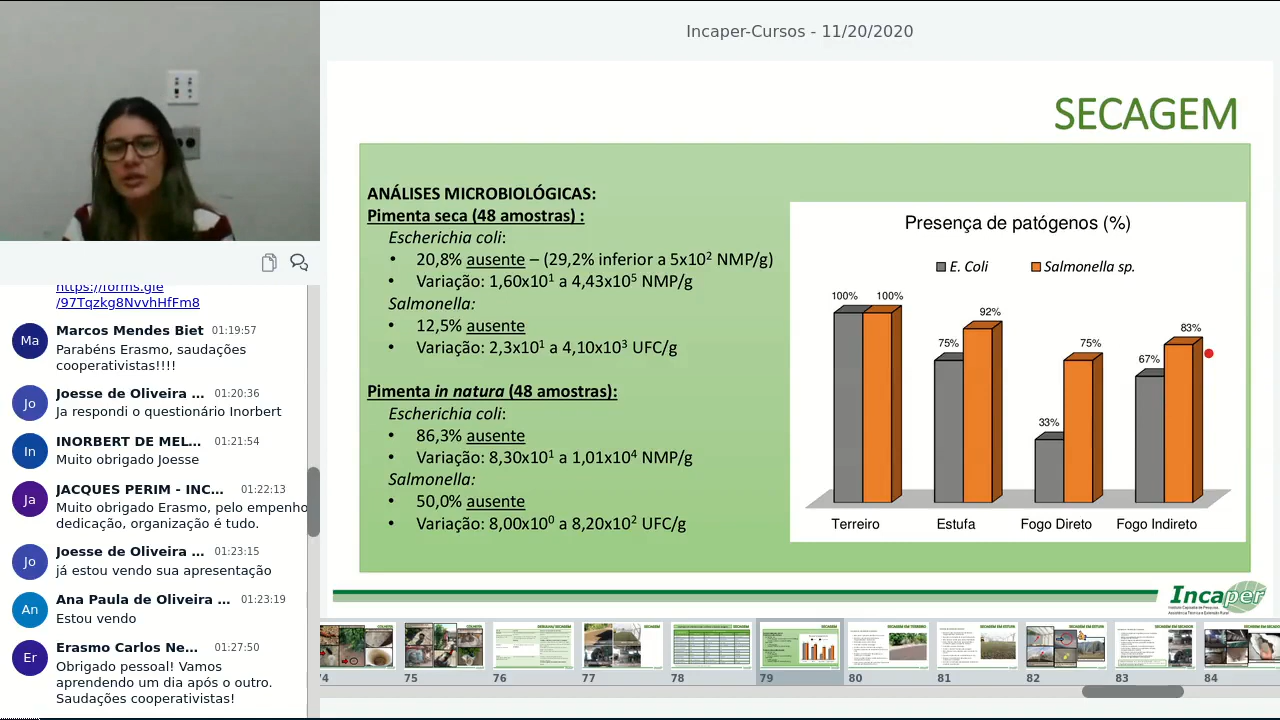 Incaper-Cursos - 11/20/2020
https://forms.gle
/97Tqzkg8NvvhHfFm8
Ma
Marcos Mendes Biet 01:19:57
Parabéns Erasmo, saudações
cooperativistas!!!!
Jo
Joesse de Oliveira ... 01:20:36
Ja respondi o questionário Inorbert
In
INORBERT DE MEL... 01:21:54
Muito obrigado Joesse
Ja
JACQUES PERIM - INC... 01:22:13
Muito obrigado Erasmo, pelo empenho
dedicação, organização é tudo.
Jo
Joesse de Oliveira ... 01:23:15
já estou vendo sua apresentação
An
Ana Paula de Oliveira ... 01:23:19
Estou vendo
Er
Erasmo Carlos Ne... 01:27:50
Obrigado pessoal! Vamos
aprendendo um dia após o outro.
Saudações cooperativistas!
SECAGEM
ANÁLISES MICROBIOLÓGICAS:
Pimenta seca (48 amostras) :
Escherichia coli:
• 20,8% ausente – (29,2% inferior a 5x10² NMP/g)
• Variação: 1,60x10¹ a 4,43x10⁵ NMP/g
Salmonella:
• 12,5% ausente
• Variação: 2,3x10¹ a 4,10x10³ UFC/g
Pimenta in natura (48 amostras):
Escherichia coli:
• 86,3% ausente
• Variação: 8,30x10¹ a 1,01x10⁴ NMP/g
Salmonella:
• 50,0% ausente
• Variação: 8,00x10⁰ a 8,20x10² UFC/g
Presença de patógenos (%)
E. Coli Salmonella sp.
100% 100% 75% 92% 33% 75% 67% 83%
Terreiro Estufa Fogo Direto Fogo Indireto
Incaper
74 75 76 77 78 79 80 81 82 83 84